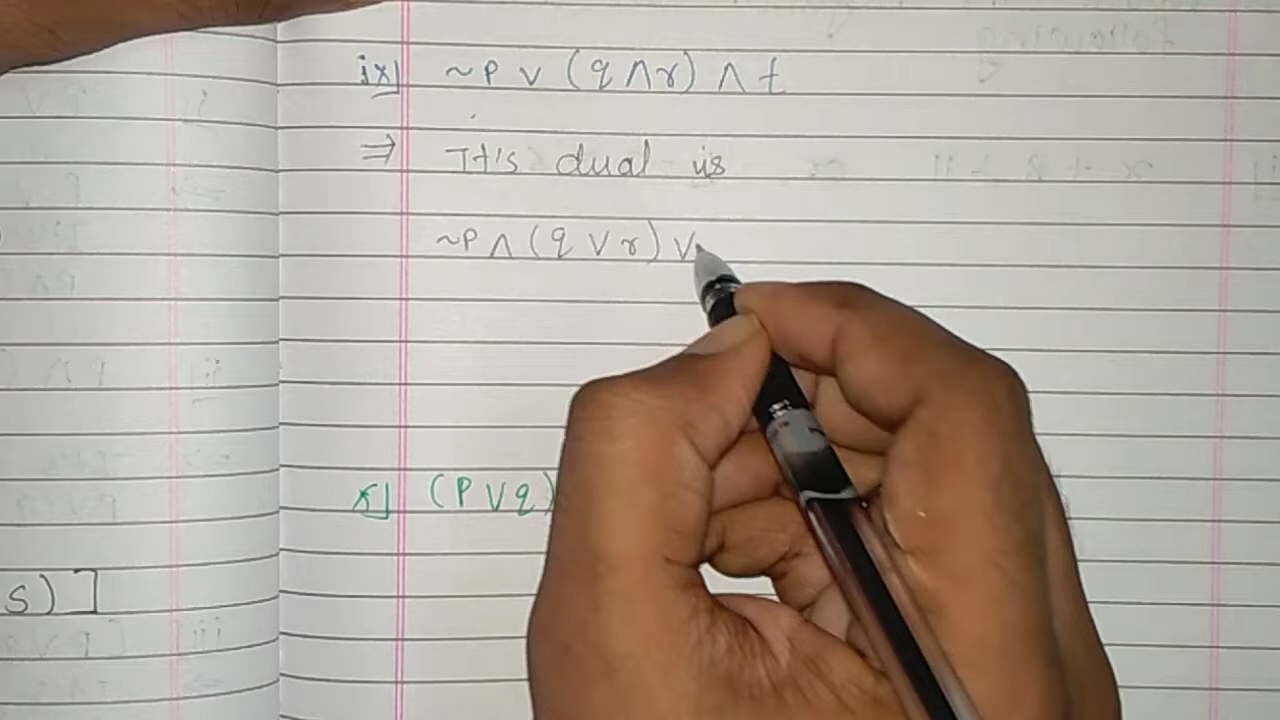 ix] ~p ∨ (q ∧ r) ∧ t
⇒ It's dual is
~p ∧ (q ∨ r) ∨
x] (p ∨ q)
s) ]